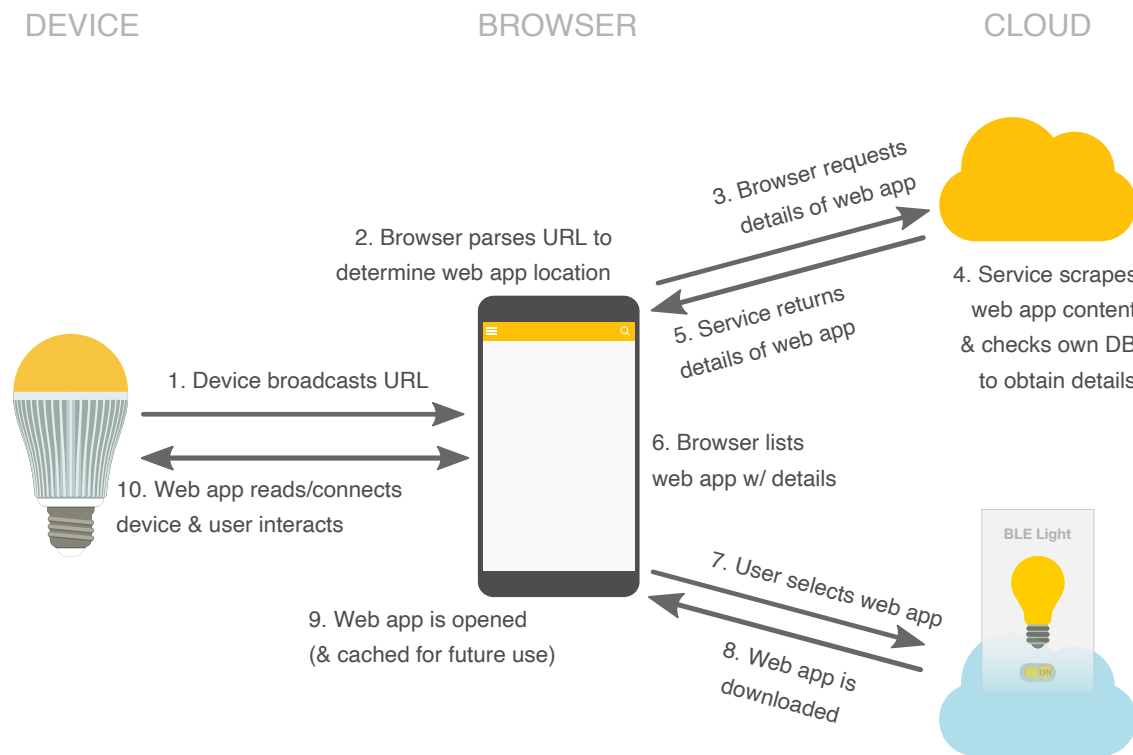 DEVICE
BROWSER
CLOUD
3. Browser requests
details of web app
2. Browser parses URL to
determine web app location
4. Service scrapes
web app content
& checks own DB
to obtain details
5. Service returns
details of web app
1. Device broadcasts URL
6. Browser lists
web app w/ details
10. Web app reads/connects
device & user interacts
BLE Light
7. User selects web app
9. Web app is opened
(& cached for future use)
8. Web app is
downloaded
ON